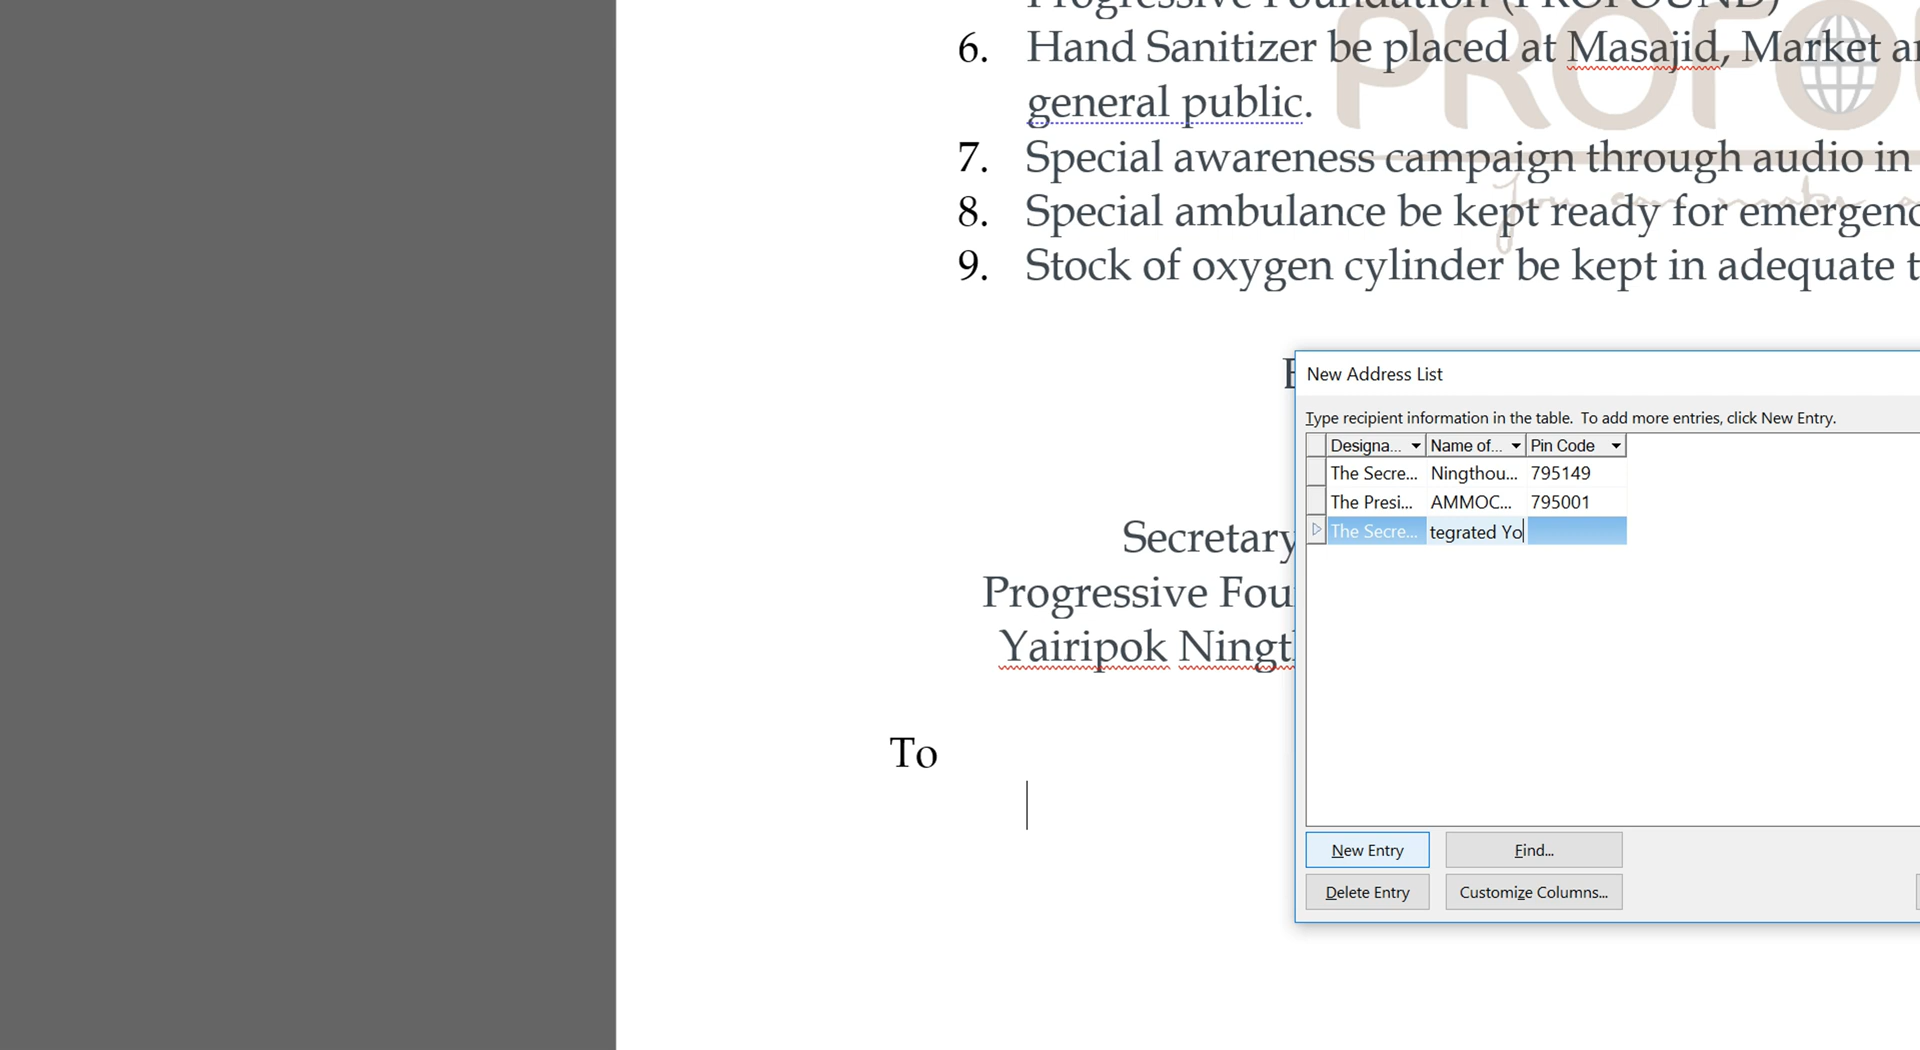 Progressive Foundation (PROFOUND)
6. Hand Sanitizer be placed at Masajid, Market
general public.
7. Special awareness campaign through audio in
8. Special ambulance be kept ready for
9. Stock of oxygen cylinder be kept in adequate
New Address List
Type recipient information in the table. To add more entries, click New Entry.
Designa... Name of... Pin Code
The Secre... Ningthou... 795149
The Presi... AMMOC... 795001
The Secre... tegrated Yo
Secretary
Progressive Fou
Yairipok Ningt
To
New Entry Find...
Delete Entry Customize Columns...